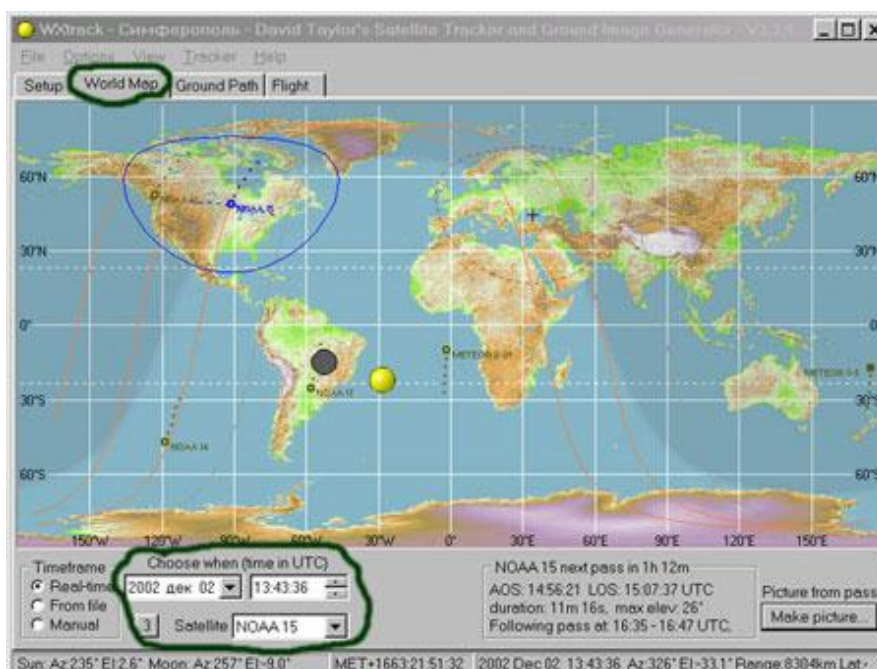 WXtrack - Симферополь - David Taylor's Satellite Tracker and Ground Image Generator - V3.1.4
File Options View Tracker Help
Setup World Map Ground Path Flight
60°N 60°N
NOAA 15
30°N 30°N
0° 0°
METEOR 3-5
NOAA 12
30°S 30°S
NOAA 14
60°S 60°S
150°W 120°W 90°W 60°W 30°W 0° 30°E 60°E 90°E 120°E 150°E
Timeframe
Real-time
From file
Manual
Choose when (time in UTC)
2002 дек 02 13:43:36
3 Satellite NOAA 15
NOAA 15 next pass in 1h 12m
AOS: 14:56:21 LOS: 15:07:37 UTC
duration: 11m 16s, max elev: 26°
Following pass at 16:35 - 16:47 UTC,
Picture from pass
Make picture...
Sun: Az:235° El:2.6° Moon: Az:257° El:-9.0° MET+1663:21:51:32 2002 Dec 02 13:43:36 Az:326° El:-33.1° Range:8304km Lat: